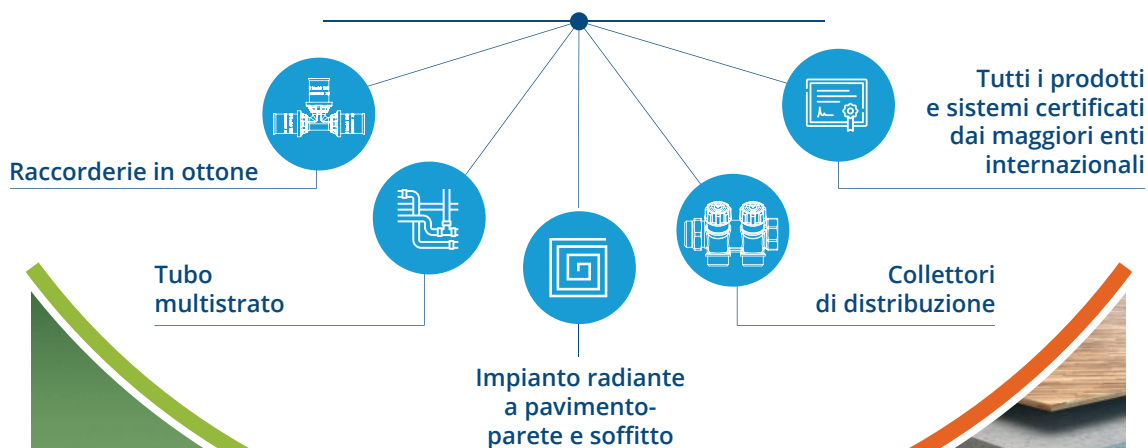 Raccorderie in ottone
Tubo
multistrato
Impianto radiante
a pavimento-
parete e soffitto
Collettori
di distribuzione
Tutti i prodotti
e sistemi certificati
dai maggiori enti
internazionali